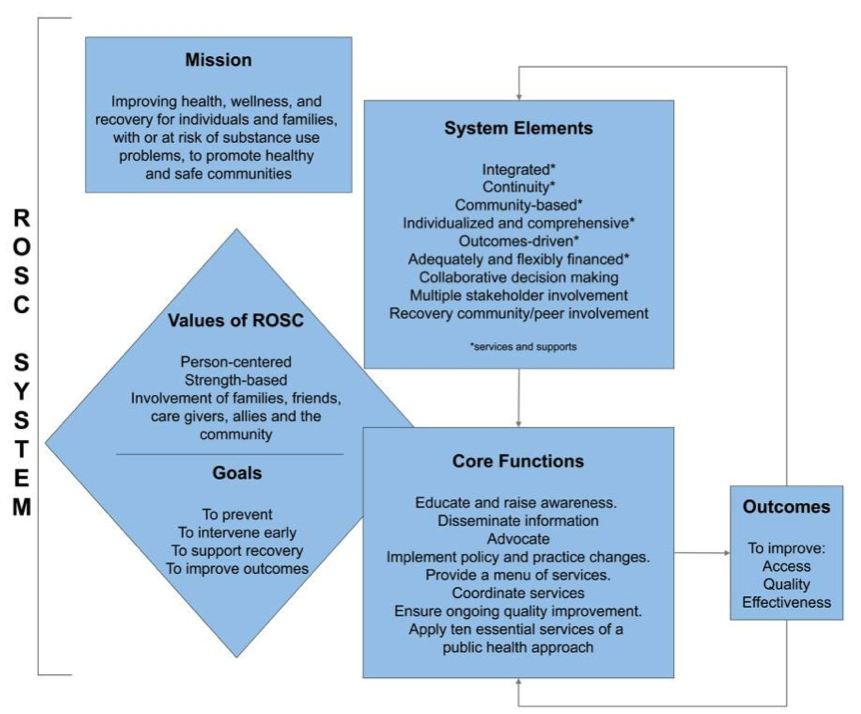 ROSC SYSTEM
Mission
Improving health, wellness, and
recovery for individuals and families,
with or at risk of substance use
problems, to promote healthy
and safe communities
Values of ROSC
Person-centered
Strength-based
Involvement of families, friends,
care givers, allies and the
community
Goals
To prevent
To intervene early
To support recovery
To improve outcomes
System Elements
Integrated*
Continuity*
Community-based*
Individualized and comprehensive*
Outcomes-driven*
Adequately and flexibly financed*
Collaborative decision making
Multiple stakeholder involvement
Recovery community/peer involvement
*services and supports
Core Functions
Educate and raise awareness.
Disseminate information
Advocate
Implement policy and practice changes.
Provide a menu of services.
Coordinate services
Ensure ongoing quality improvement.
Apply ten essential services of a
public health approach
Outcomes
To improve:
Access
Quality
Effectiveness